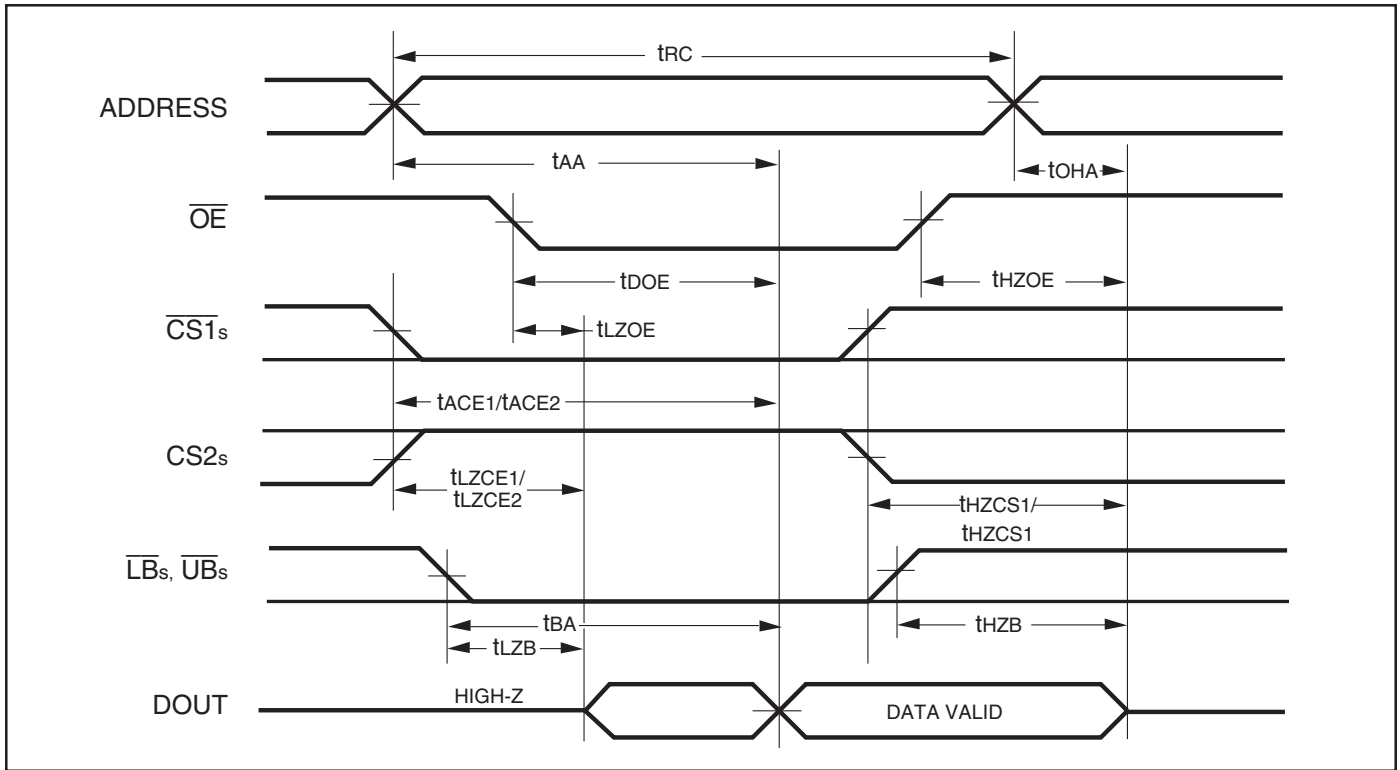 tRC
ADDRESS
tAA
tOHA
OE
tDOE
tHZOE
CS1s
tLZOE
tACE1/tACE2
CS2s
tLZCE1/
tLZCE2
tHZCS1/
tHZCS1
LBs, UBs
tBA
tHZB
tLZB
HIGH-Z
DOUT
DATA VALID